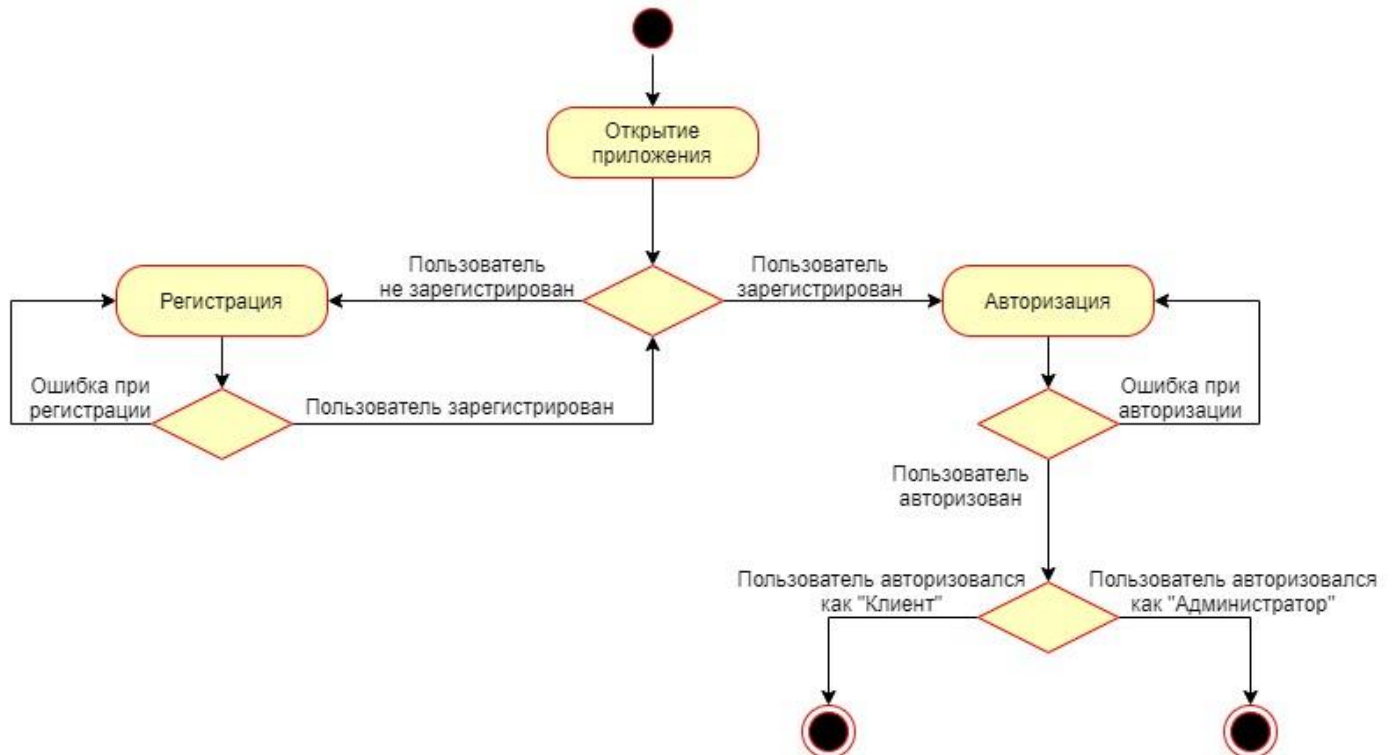 Открытие
приложения
Пользователь
не зарегистрирован
Пользователь
зарегистрирован
Регистрация
Авторизация
Ошибка при
регистрации
Пользователь зарегистрирован
Ошибка при
авторизации
Пользователь
авторизован
Пользователь авторизовался
как "Клиент"
Пользователь авторизовался
как "Администратор"